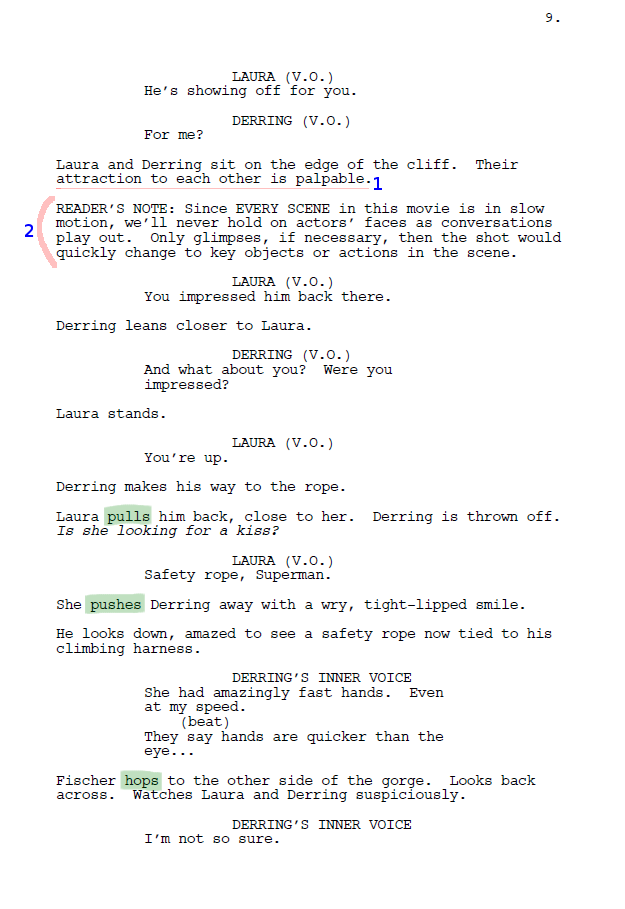 9.
LAURA (V.O.)
He's showing off for you.
DERRING (V.O.)
For me?
Laura and Derring sit on the edge of the cliff.  Their
attraction to each other is palpable. 1
READER'S NOTE: Since EVERY SCENE in this movie is in slow
2 motion, we'll never hold on actors' faces as conversations
play out.  Only glimpses, if necessary, then the shot would
quickly change to key objects or actions in the scene.
LAURA (V.O.)
You impressed him back there.
Derring leans closer to Laura.
DERRING (V.O.)
And what about you?  Were you
impressed?
Laura stands.
LAURA (V.O.)
You're up.
Derring makes his way to the rope.
Laura pulls him back, close to her.  Derring is thrown off.
Is she looking for a kiss?
LAURA (V.O.)
Safety rope, Superman.
She pushes Derring away with a wry, tight-lipped smile.
He looks down, amazed to see a safety rope now tied to his
climbing harness.
DERRING'S INNER VOICE
She had amazingly fast hands.  Even
at my speed.
(beat)
They say hands are quicker than the
eye...
Fischer hops to the other side of the gorge.  Looks back
across.  Watches Laura and Derring suspiciously.
DERRING'S INNER VOICE
I'm not so sure.